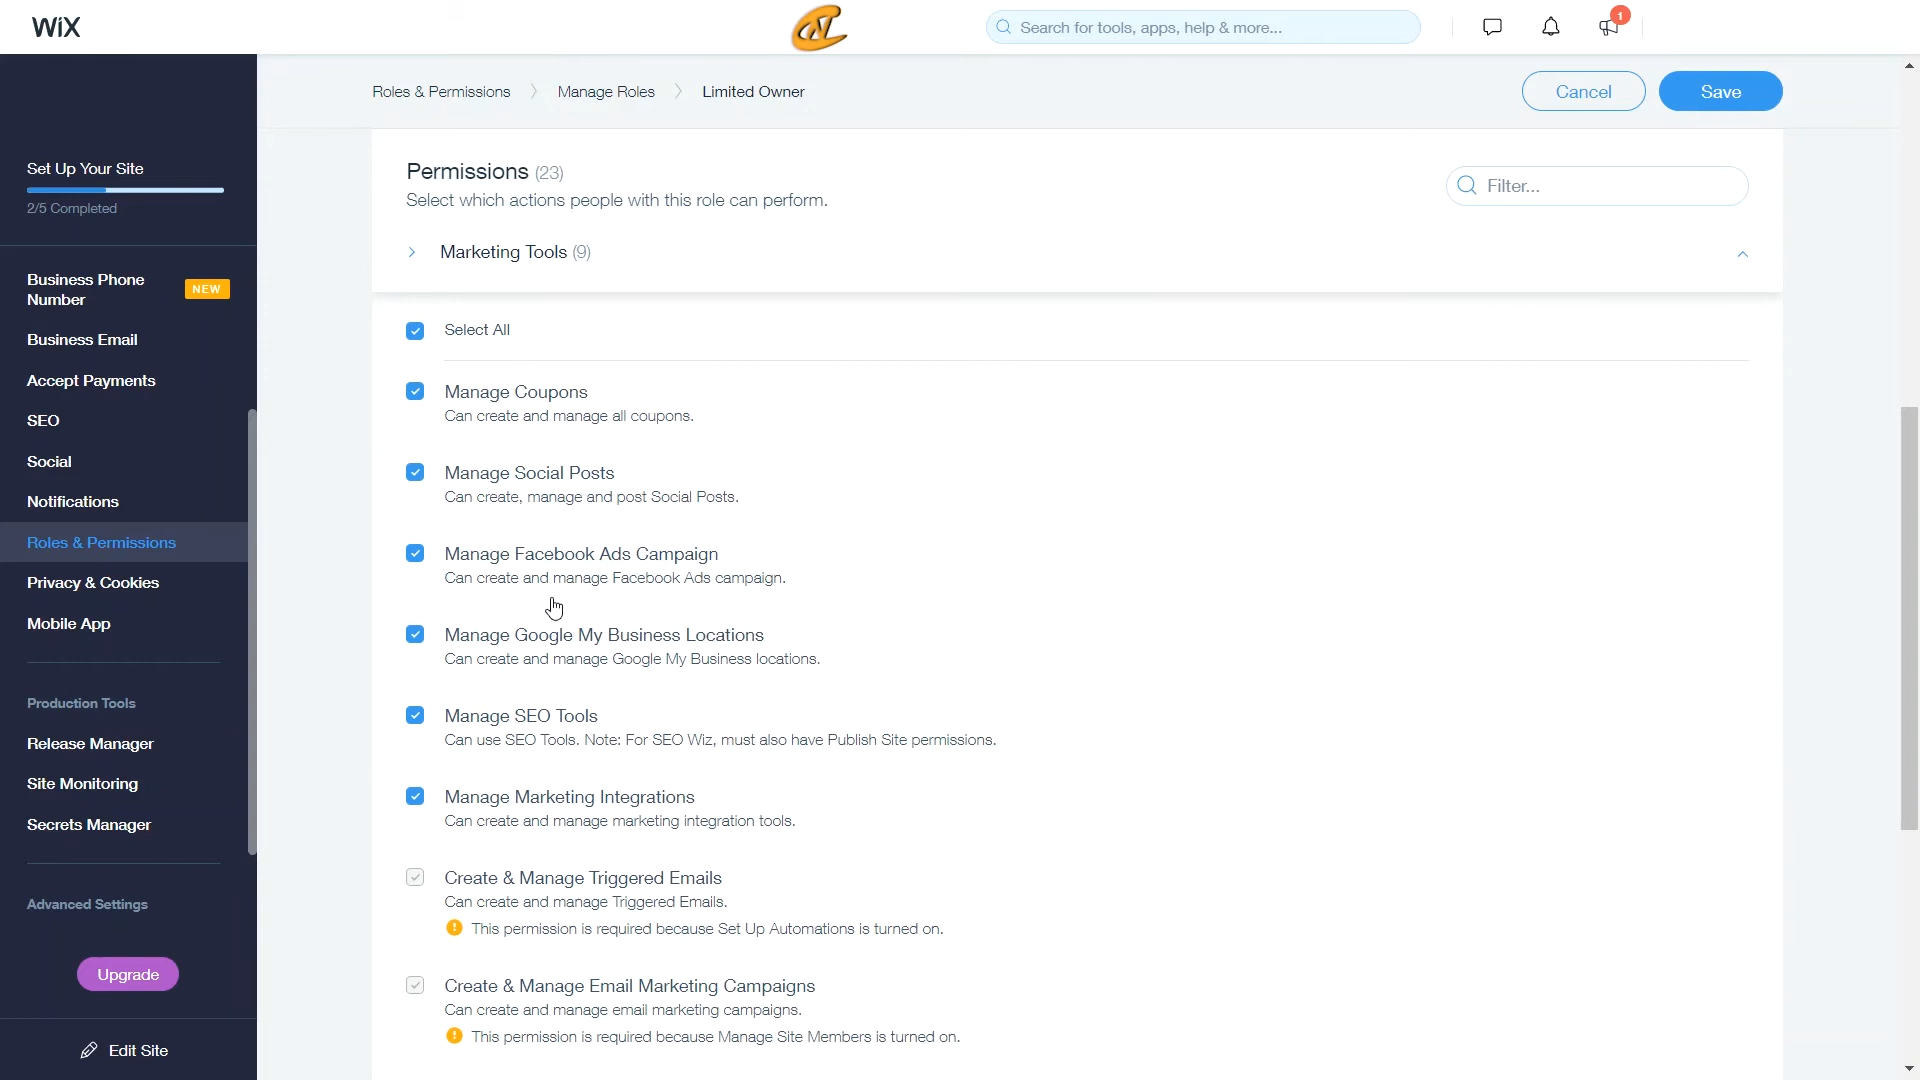 WiX
Search for tools, apps, help & more...
1
Roles & Permissions
Manage Roles
Limited Owner
Cancel
Save
Set Up Your Site
2/5 Completed
Business Phone
Number
NEW
Business Email
Accept Payments
SEO
Social
Notifications
Roles & Permissions
Privacy & Cookies
Mobile App
Production Tools
Release Manager
Site Monitoring
Secrets Manager
Advanced Settings
Upgrade
Edit Site
Permissions (23)
Select which actions people with this role can perform.
Filter...
Marketing Tools (9)
Select All
Manage Coupons
Can create and manage all coupons.
Manage Social Posts
Can create, manage and post Social Posts.
Manage Facebook Ads Campaign
Can create and manage Facebook Ads campaign.
Manage Google My Business Locations
Can create and manage Google My Business locations.
Manage SEO Tools
Can use SEO Tools. Note: For SEO Wiz, must also have Publish Site permissions.
Manage Marketing Integrations
Can create and manage marketing integration tools.
Create & Manage Triggered Emails
Can create and manage Triggered Emails.
This permission is required because Set Up Automations is turned on.
Create & Manage Email Marketing Campaigns
Can create and manage email marketing campaigns.
This permission is required because Manage Site Members is turned on.